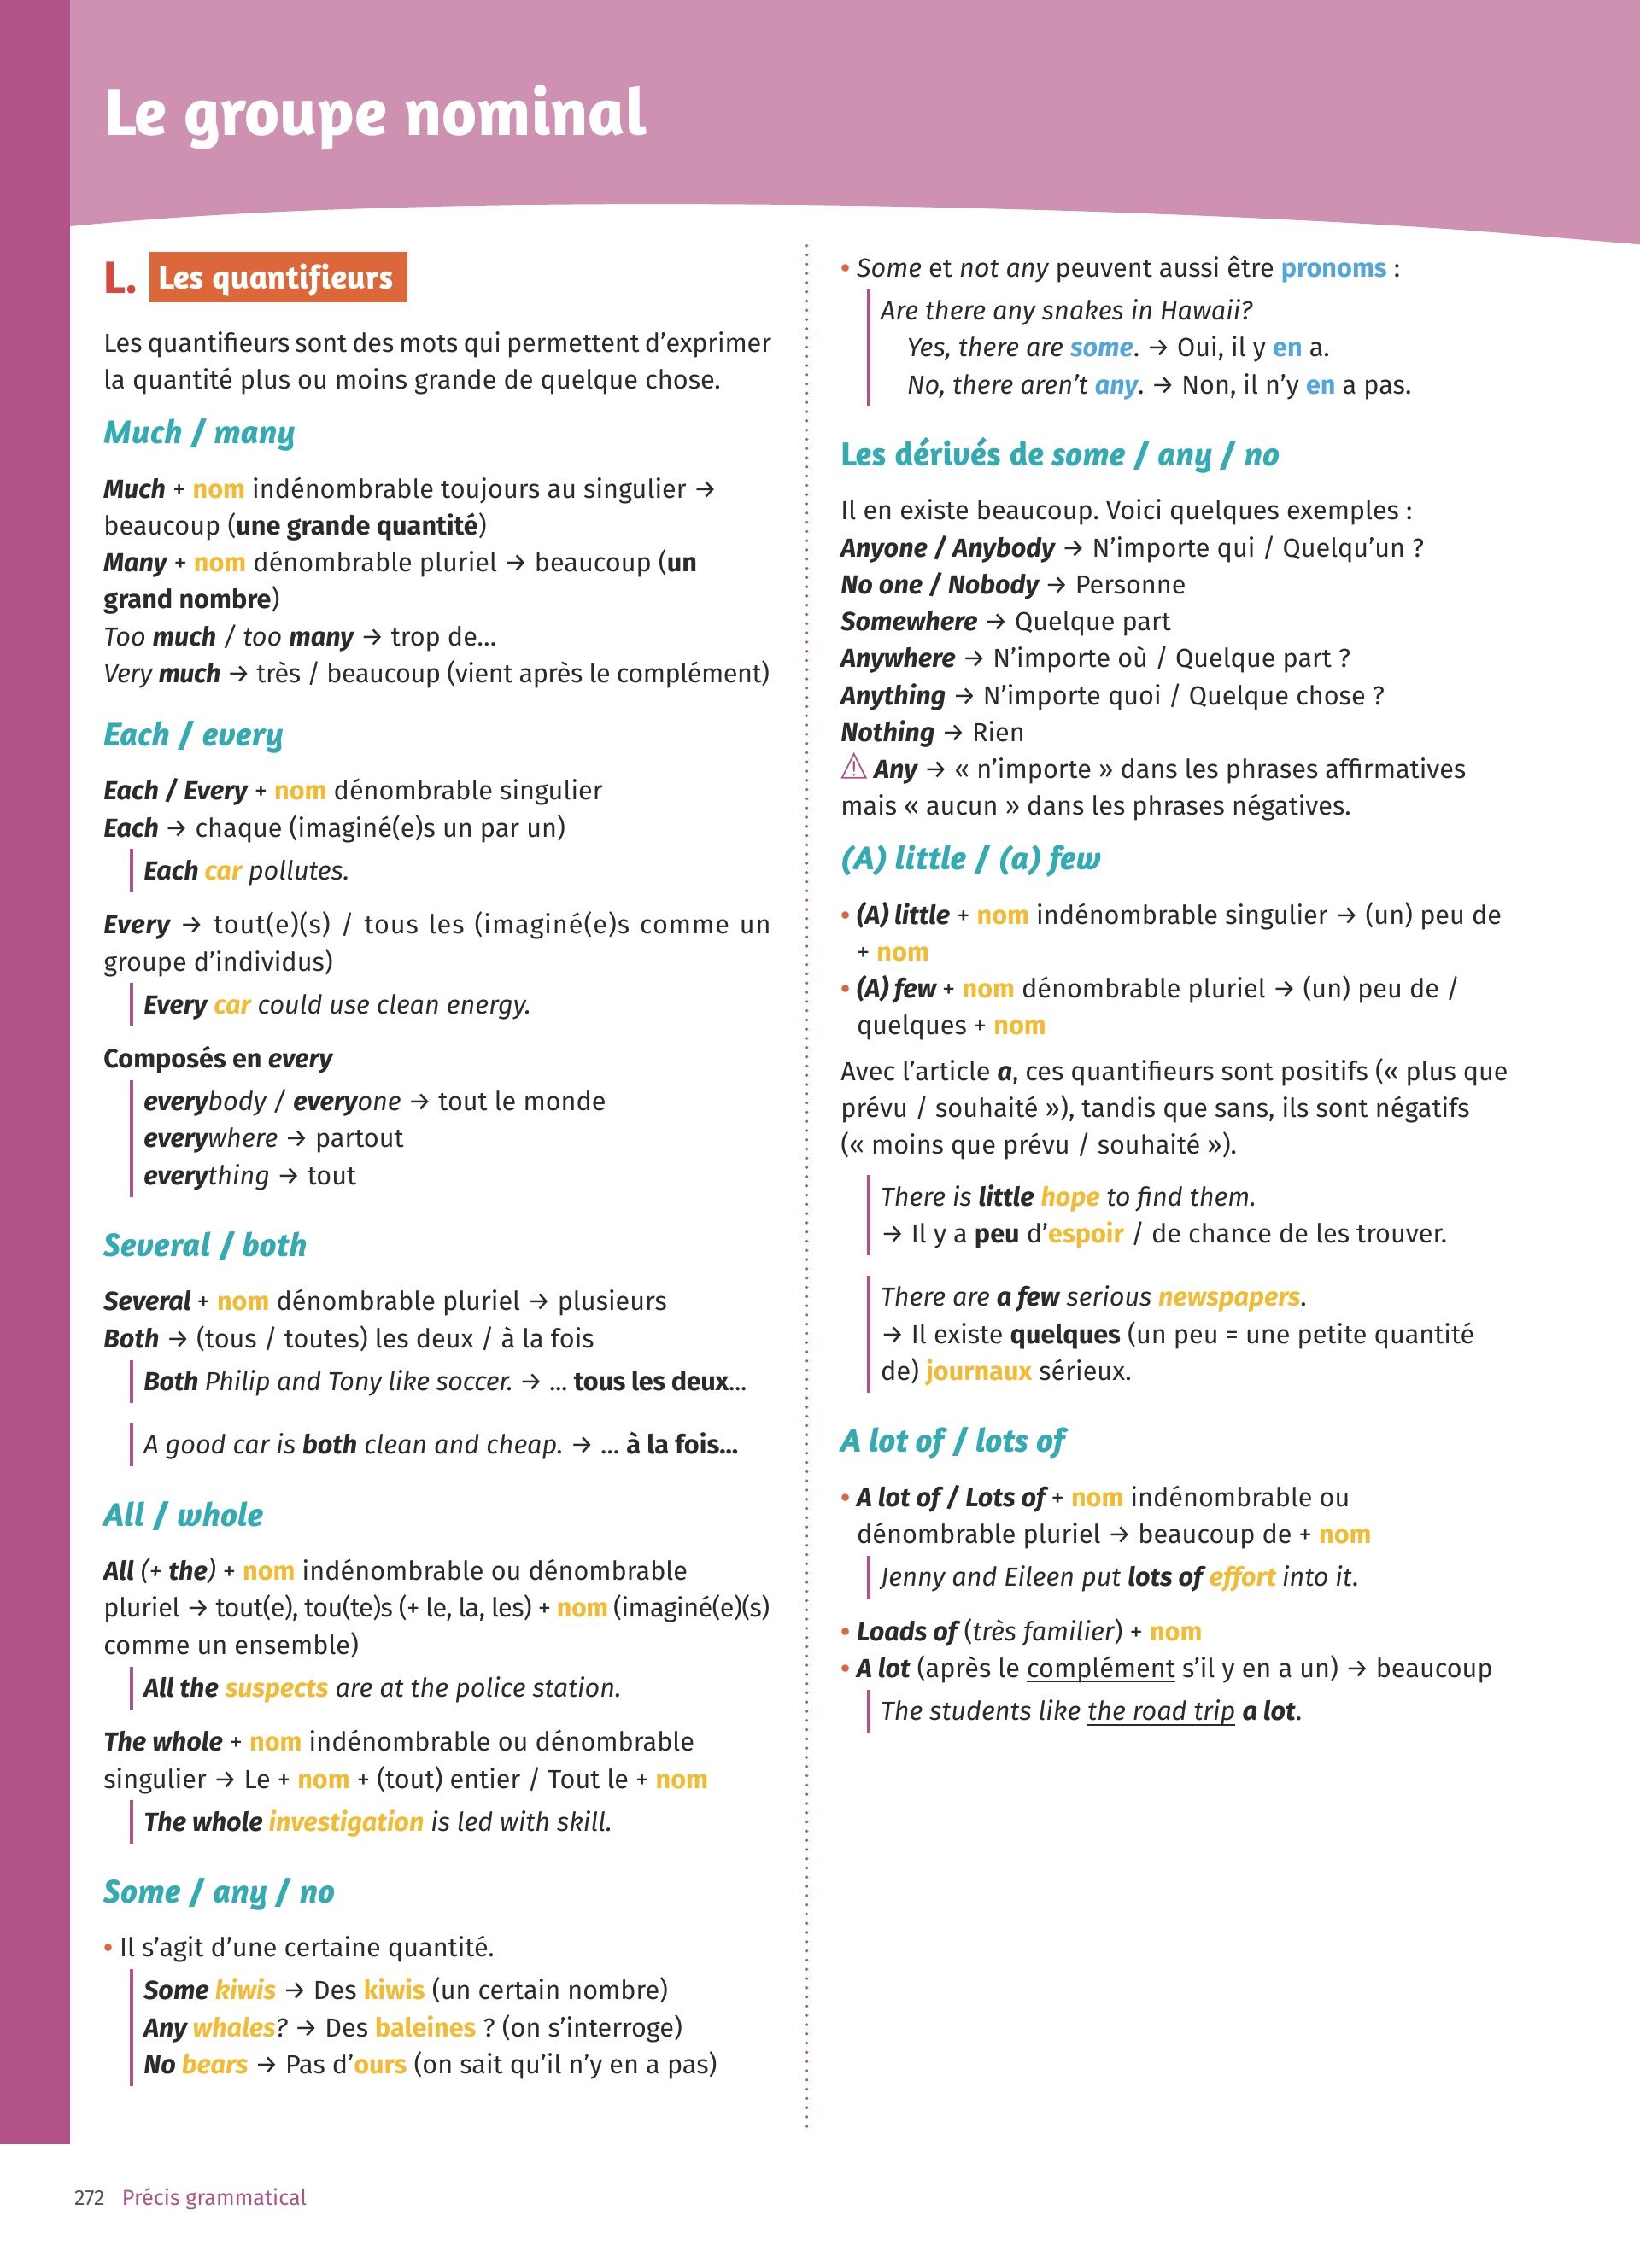 Le groupe nominal
L. Les quantifieurs
Les quantifieurs sont des mots qui permettent d’exprimer
la quantité plus ou moins grande de quelque chose.
Much / many
Much + nom indénombrable toujours au singulier →
beaucoup (une grande quantité)
Many + nom dénombrable pluriel → beaucoup (un
grand nombre)
Too much / too many → trop de…
Very much → très / beaucoup (vient après le complément)
Each / every
Each / Every + nom dénombrable singulier
Each → chaque (imaginé(e)s un par un)
Each car pollutes.
Every → tout(e)(s) / tous les (imaginé(e)s comme un
groupe d’individus)
Every car could use clean energy.
Composés en every
everybody / everyone → tout le monde
everywhere → partout
everything → tout
Several / both
Several + nom dénombrable pluriel → plusieurs
Both → (tous / toutes) les deux / à la fois
Both Philip and Tony like soccer. → … tous les deux…
A good car is both clean and cheap. → … à la fois…
All / whole
All (+ the) + nom indénombrable ou dénombrable
pluriel → tout(e), tou(te)s (+ le, la, les) + nom (imaginé(e)(s)
comme un ensemble)
All the suspects are at the police station.
The whole + nom indénombrable ou dénombrable
singulier → Le + nom + (tout) entier / Tout le + nom
The whole investigation is led with skill.
Some / any / no
• Il s’agit d’une certaine quantité.
Some kiwis → Des kiwis (un certain nombre)
Any whales? → Des baleines ? (on s’interroge)
No bears → Pas d’ours (on sait qu’il n’y en a pas)
• Some et not any peuvent aussi être pronoms :
Are there any snakes in Hawaii?
Yes, there are some. → Oui, il y en a.
No, there aren’t any. → Non, il n’y en a pas.
Les dérivés de some / any / no
Il en existe beaucoup. Voici quelques exemples :
Anyone / Anybody → N’importe qui / Quelqu’un ?
No one / Nobody → Personne
Somewhere → Quelque part
Anywhere → N’importe où / Quelque part ?
Anything → N’importe quoi / Quelque chose ?
Nothing → Rien
⚠ Any → « n’importe » dans les phrases affirmatives
mais « aucun » dans les phrases négatives.
(A) little / (a) few
• (A) little + nom indénombrable singulier → (un) peu de
+ nom
• (A) few + nom dénombrable pluriel → (un) peu de /
quelques + nom
Avec l’article a, ces quantifieurs sont positifs (« plus que
prévu / souhaité »), tandis que sans, ils sont négatifs
(« moins que prévu / souhaité »).
There is little hope to find them.
→ Il y a peu d’espoir / de chance de les trouver.
There are a few serious newspapers.
→ Il existe quelques (un peu = une petite quantité
de) journaux sérieux.
A lot of / lots of
• A lot of / Lots of + nom indénombrable ou
dénombrable pluriel → beaucoup de + nom
Jenny and Eileen put lots of effort into it.
• Loads of (très familier) + nom
• A lot (après le complément s’il y en a un) → beaucoup
The students like the road trip a lot.
272 Précis grammatical